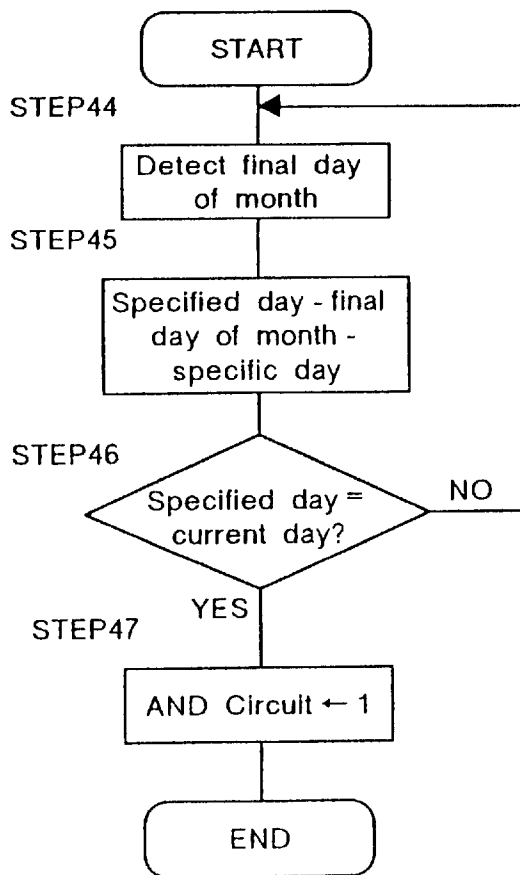 START
STEP44
Detect final day
of month
STEP45
Specified day - final
day of month -
specific day
STEP46
Specified day =
current day?
NO
YES
STEP47
AND Circuit ← 1
END